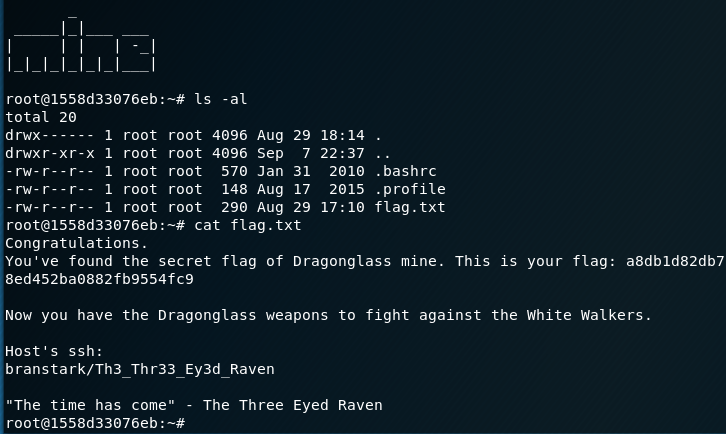 _
 _____|_|___ ___
|     | |   | -_|
|_|_|_|_|_|_|___|
root@1558d33076eb:~# ls -al
total 20
drwx------ 1 root root 4096 Aug 29 18:14 .
drwxr-xr-x 1 root root 4096 Sep  7 22:37 ..
-rw-r--r-- 1 root root  570 Jan 31  2010 .bashrc
-rw-r--r-- 1 root root  148 Aug 17  2015 .profile
-rw-r--r-- 1 root root  290 Aug 29 17:10 flag.txt
root@1558d33076eb:~# cat flag.txt
Congratulations.
You've found the secret flag of Dragonglass mine. This is your flag: a8db1d82db7
8ed452ba0882fb9554fc9
Now you have the Dragonglass weapons to fight against the White Walkers.
Host's ssh:
branstark/Th3_Thr33_Ey3d_Raven
"The time has come" - The Three Eyed Raven
root@1558d33076eb:~#